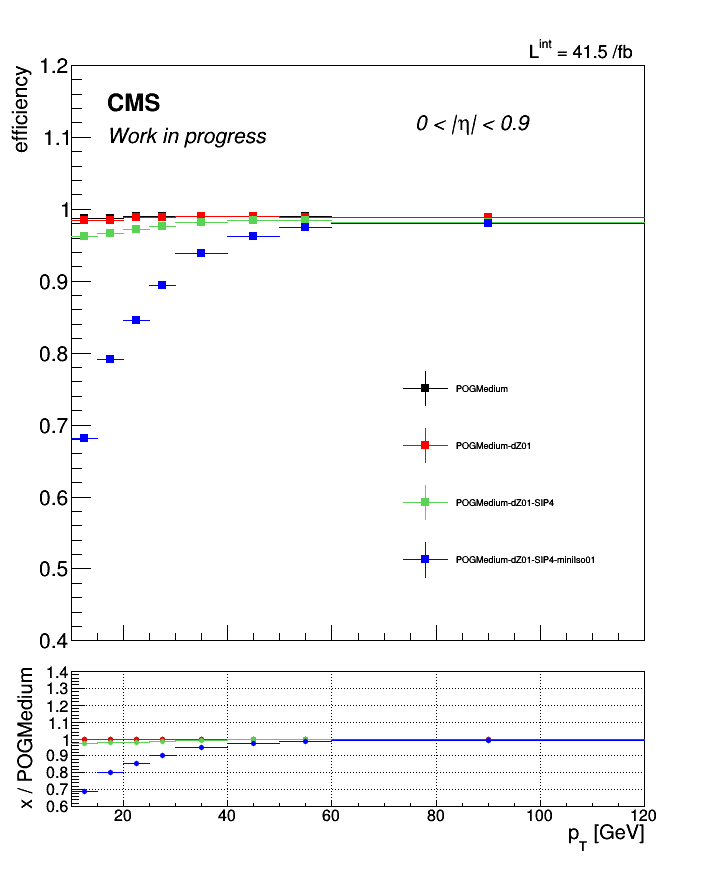 L^int = 41.5 /fb
efficiency
1.2
1.1
1
0.9
0.8
0.7
0.6
0.5
0.4
CMS
Work in progress
0 < |η| < 0.9
POGMedium
POGMedium-dZ01
POGMedium-dZ01-SIP4
POGMedium-dZ01-SIP4-miniIso01
x / POGMedium
1.4
1.3
1.2
1.1
1
0.9
0.8
0.7
0.6
20 40 60 80 100 120
p_T [GeV]